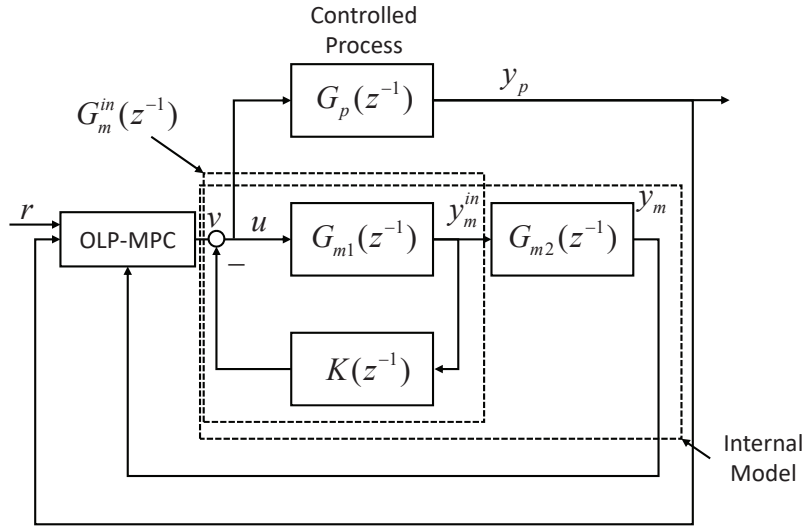 Controlled
Process
G_p(z^{-1})
y_p
G_m^{in}(z^{-1})
r
OLP-MPC
v
u
−
G_{m1}(z^{-1})
y_m^{in}
G_{m2}(z^{-1})
y_m
K(z^{-1})
Internal
Model